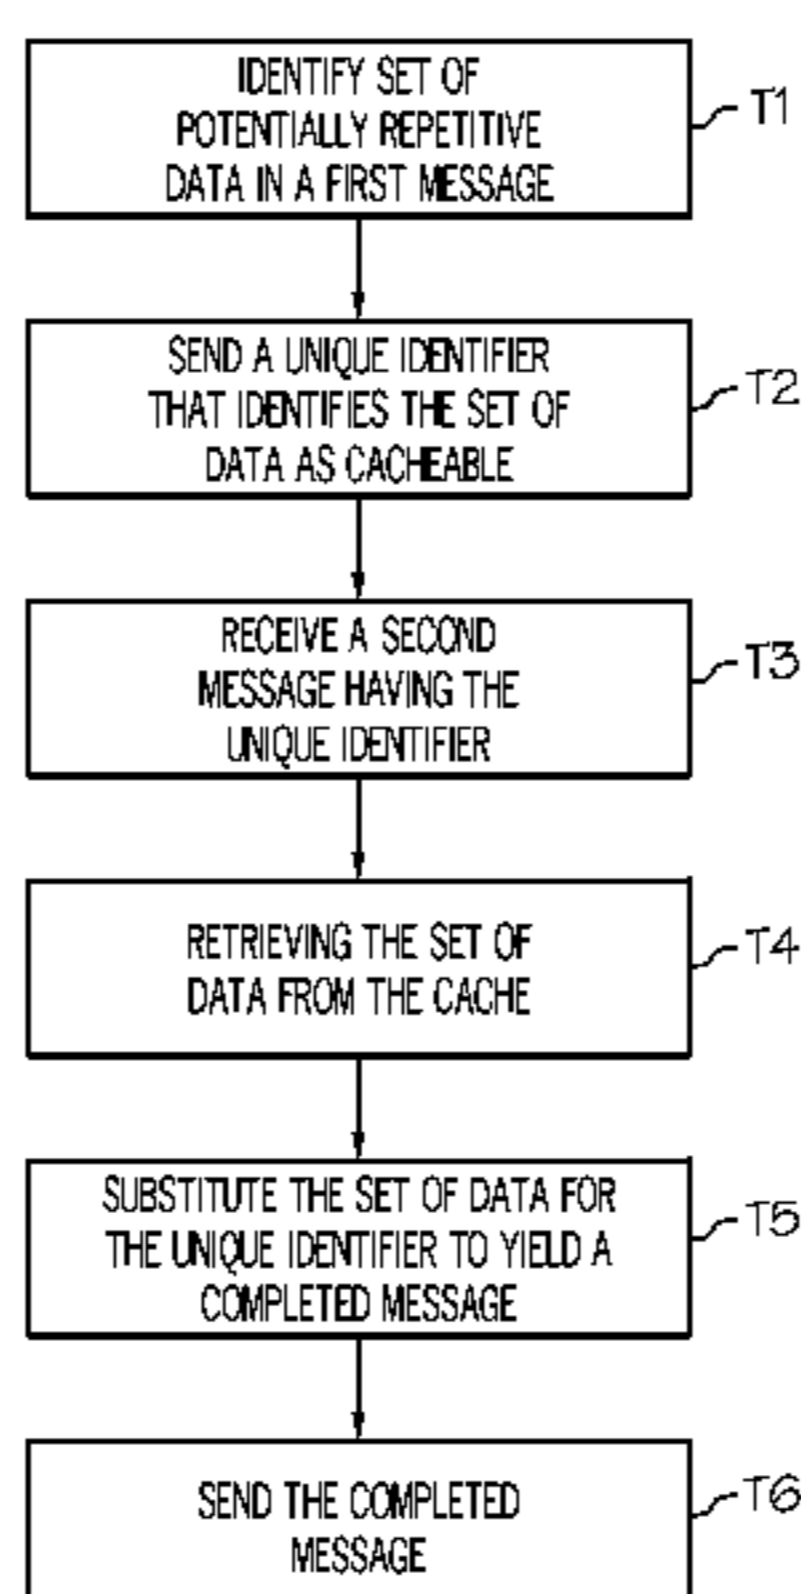 IDENTIFY SET OF
POTENTIALLY REPETITIVE
DATA IN A FIRST MESSAGE
T1
SEND A UNIQUE IDENTIFIER
THAT IDENTIFIES THE SET OF
DATA AS CACHEABLE
T2
RECEIVE A SECOND
MESSAGE HAVING THE
UNIQUE IDENTIFIER
T3
RETRIEVING THE SET OF
DATA FROM THE CACHE
T4
SUBSTITUTE THE SET OF DATA FOR
THE UNIQUE IDENTIFIER TO YIELD A
COMPLETED MESSAGE
T5
SEND THE COMPLETED
MESSAGE
T6